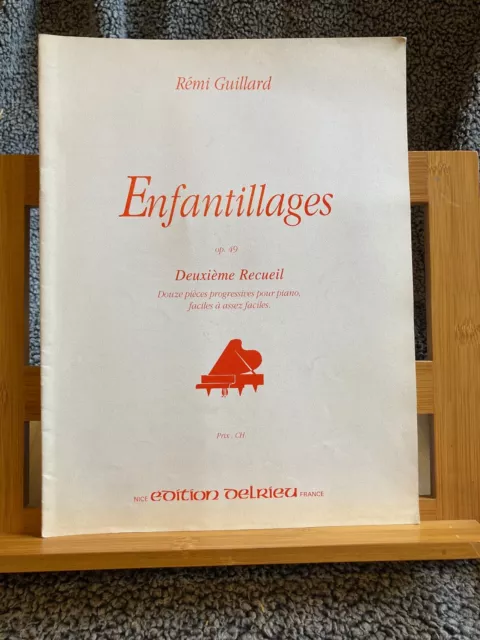 Rémi Guillard
Enfantillages
op. 49
Deuxième Recueil
Douze pièces progressives pour piano,
faciles à assez faciles.
Prix : CH
NICE edition delrieu FRANCE